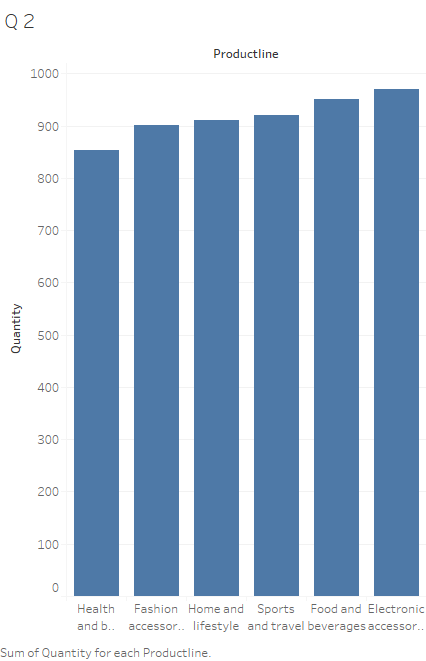 Q 2
Productline
1000
900
800
700
600
500
400
300
200
100
0
Quantity
Health and b..
Fashion accessor..
Home and lifestyle
Sports and travel
Food and beverages
Electronic accessor..
Sum of Quantity for each Productline.